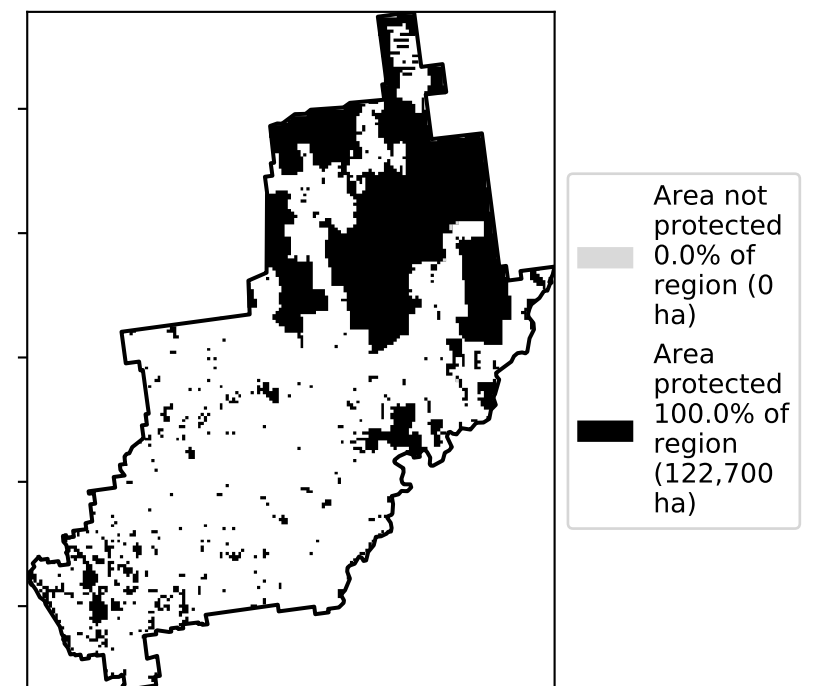 Area not
protected
0.0% of
region (0
ha)
Area
protected
100.0% of
region
(122,700
ha)